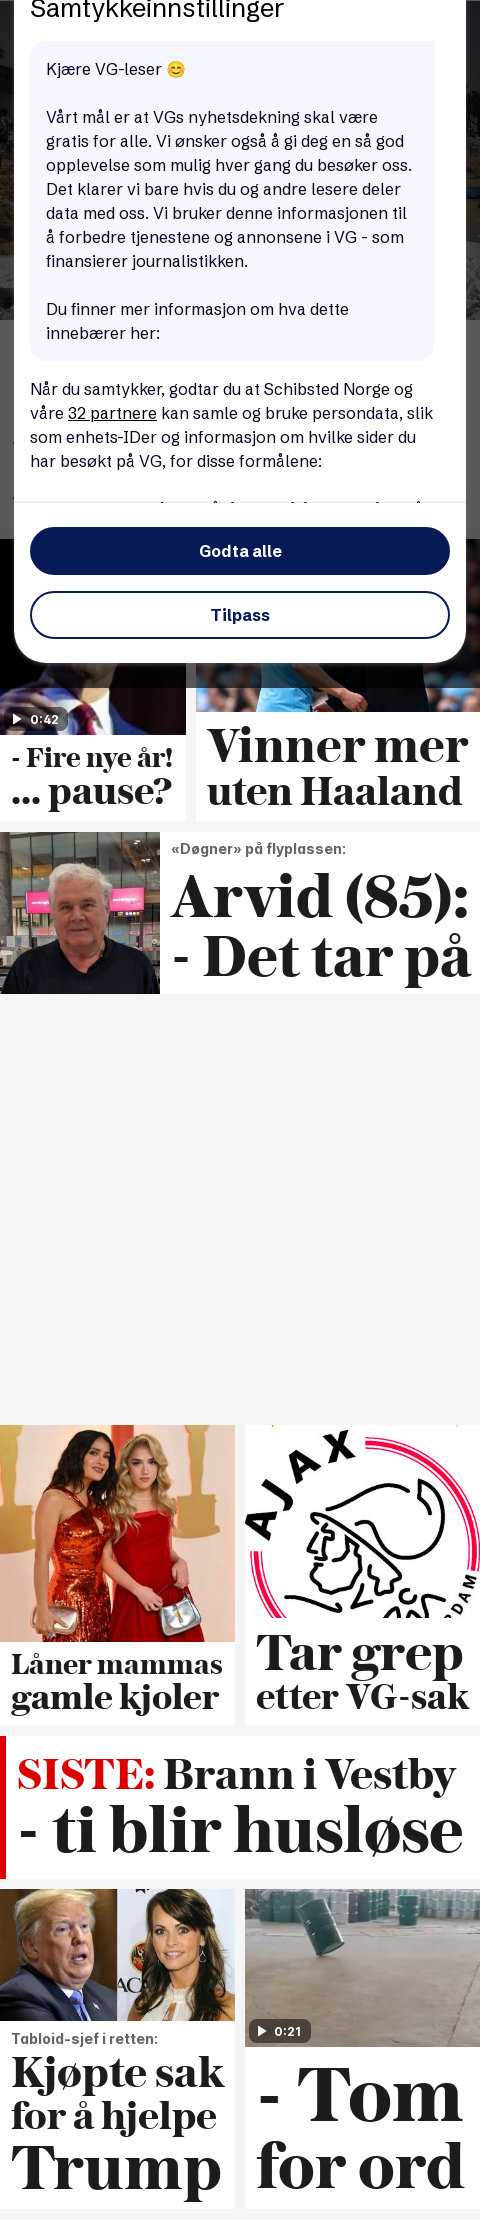 Samtykkeinnstillinger
Kjære VG-leser 😊
Vårt mål er at VGs nyhetsdekning skal være
gratis for alle. Vi ønsker også å gi deg en så god
opplevelse som mulig hver gang du besøker oss.
Det klarer vi bare hvis du og andre lesere deler
data med oss. Vi bruker denne informasjonen til
å forbedre tjenestene og annonsene i VG - som
finansierer journalistikken.
Du finner mer informasjon om hva dette
innebærer her:
Når du samtykker, godtar du at Schibsted Norge og
våre 32 partnere kan samle og bruke persondata, slik
som enhets-IDer og informasjon om hvilke sider du
har besøkt på VG, for disse formålene:
Godta alle
Tilpass
0:42
- Fire nye år!
... pause?
Vinner mer
uten Haaland
«Døgner» på flyplassen:
Arvid (85):
- Det tar på
Låner mammas
gamle kjoler
AJAX
Tar grep
etter VG-sak
SISTE: Brann i Vestby
- ti blir husløse
Tabloid-sjef i retten:
Kjøpte sak
for å hjelpe
Trump
0:21
- Tom
for ord